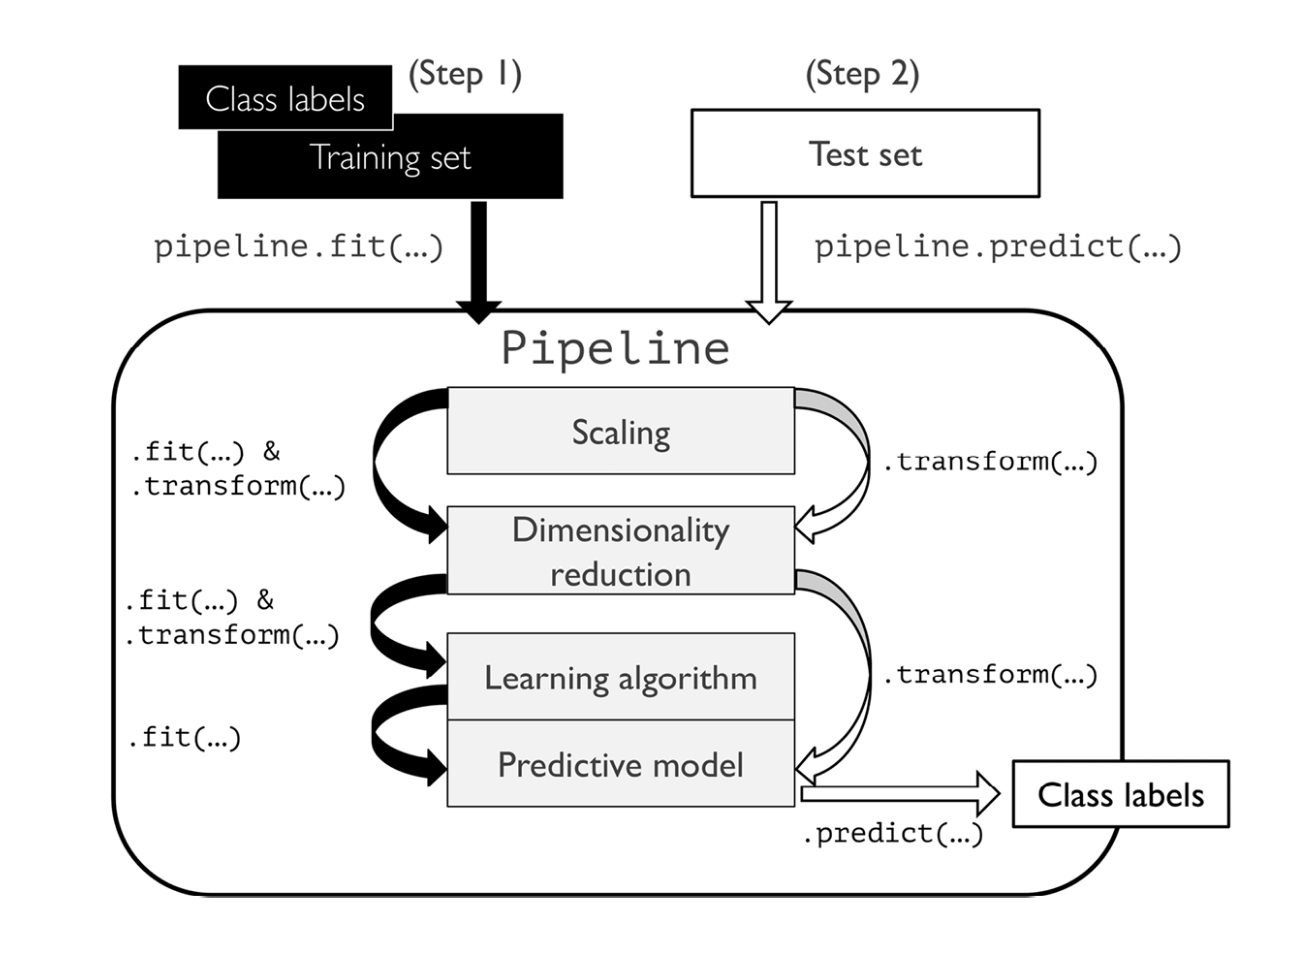 (Step 1)
Class labels
Training set
(Step 2)
Test set
pipeline.fit(…)
pipeline.predict(…)
Pipeline
Scaling
.fit(…) &
.transform(…)
.transform(…)
Dimensionality
reduction
.fit(…) &
.transform(…)
Learning algorithm
.transform(…)
.fit(…)
Predictive model
Class labels
.predict(…)